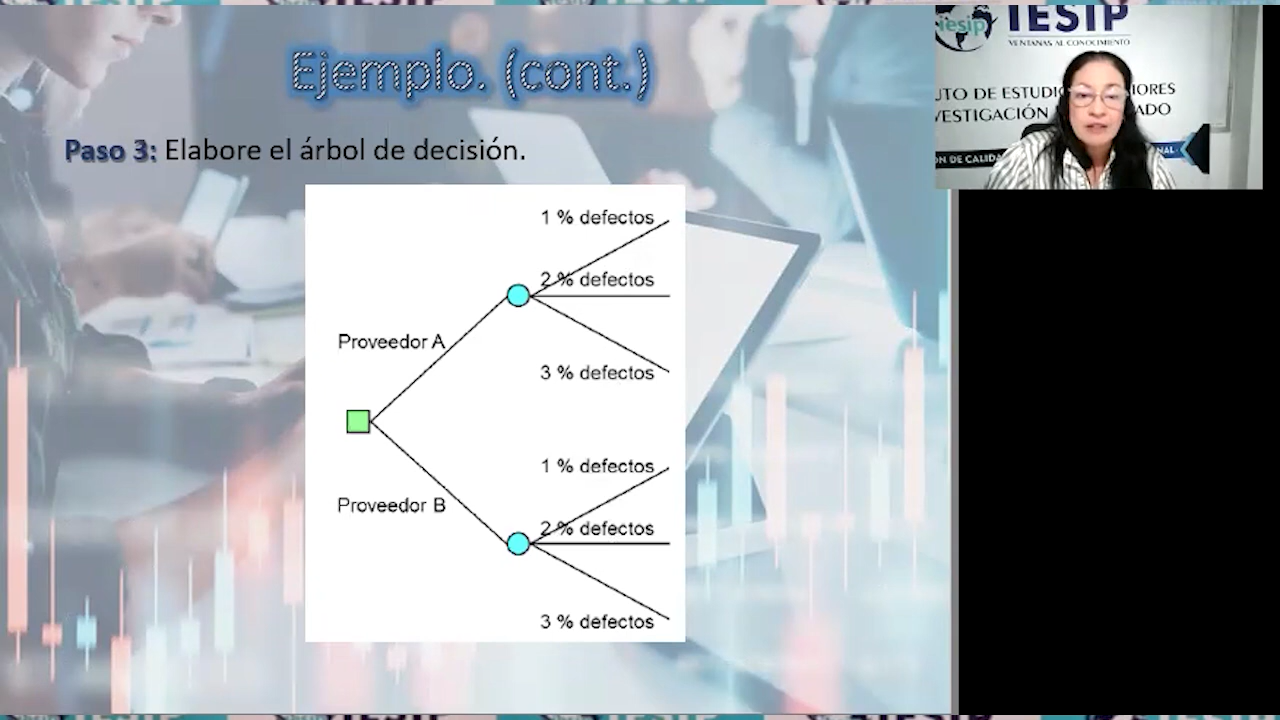 Ejemplo. (cont.)
Paso 3: Elabore el árbol de decisión.
1 % defectos
2 % defectos
Proveedor A
3 % defectos
1 % defectos
Proveedor B
2 % defectos
3 % defectos
iesip
IESIP
VENTANAS AL CONOCIMIENTO